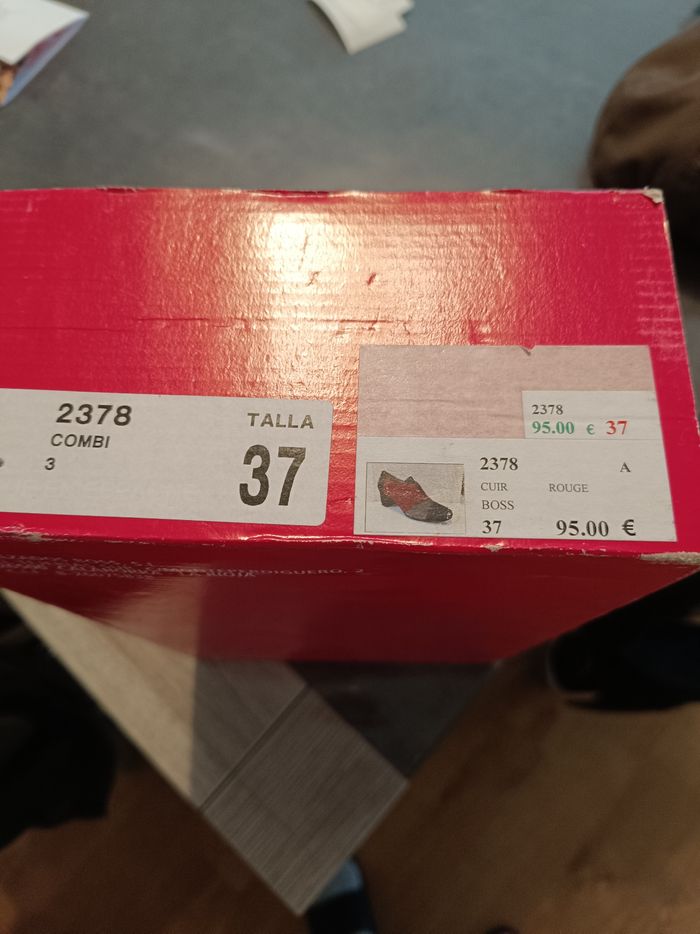 2378
COMBI
3
TALLA
37
2378
95.00 € 37
2378 A
CUIR ROUGE
BOSS
37 95.00 €